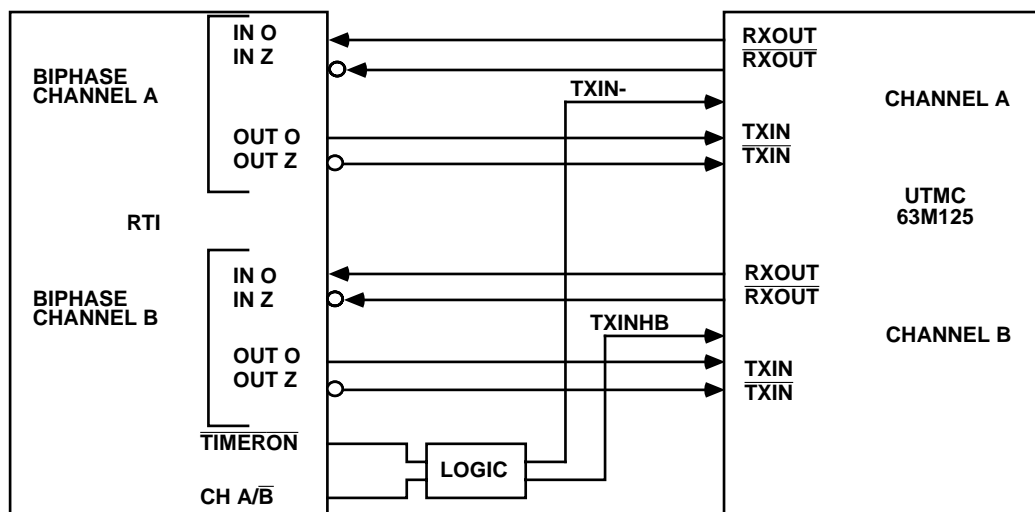 IN O
IN Z
BIPHASE
CHANNEL A
OUT O
OUT Z
RTI
BIPHASE
CHANNEL B
IN O
IN Z
OUT O
OUT Z
TIMERON
CH A/B
LOGIC
TXIN-
TXINHB
RXOUT
RXOUT
CHANNEL A
TXIN
TXIN
UTMC
63M125
RXOUT
RXOUT
CHANNEL B
TXIN
TXIN